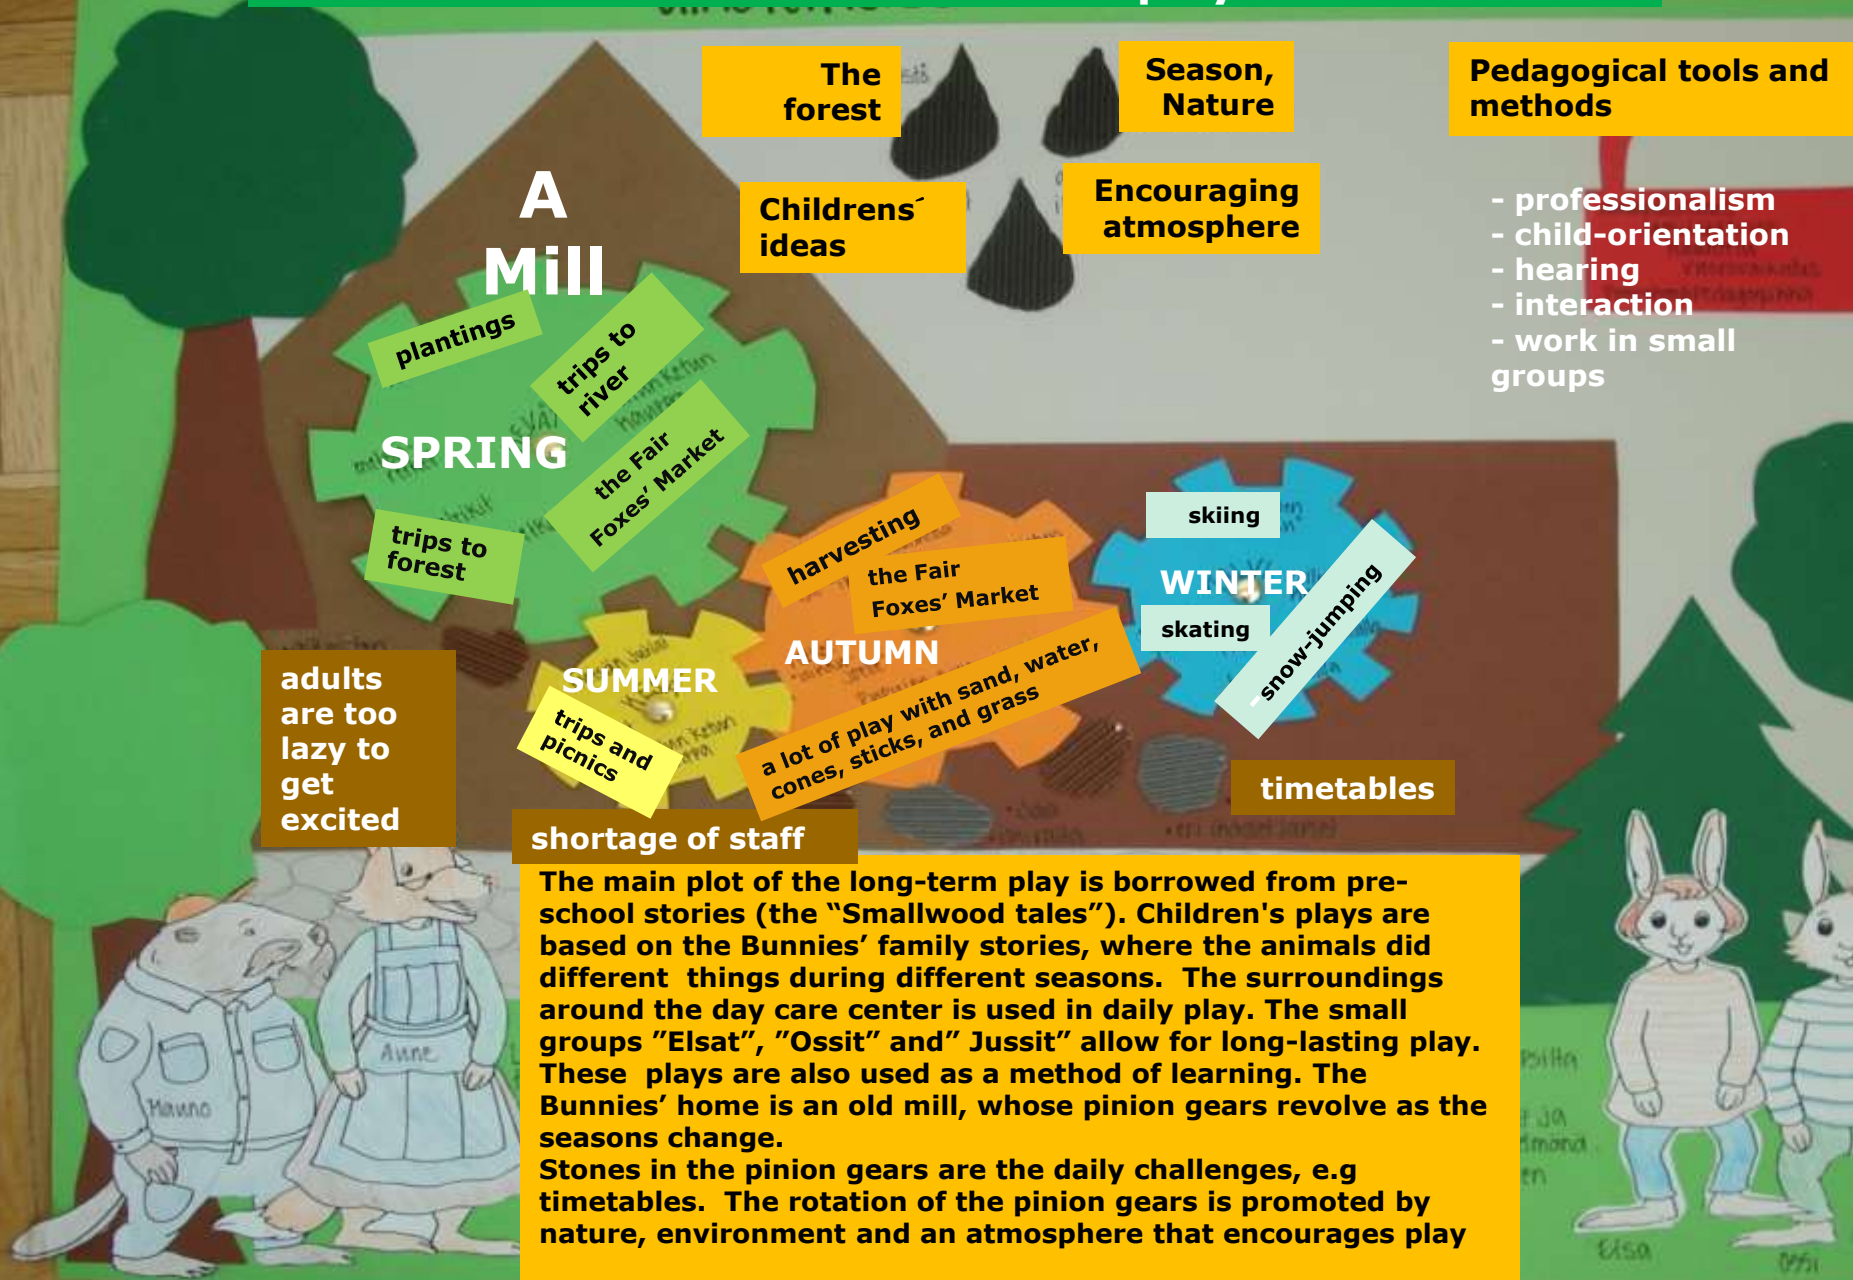 The
forest
Season,
Nature
Pedagogical tools and
methods
Childrens´
ideas
Encouraging
atmosphere
- professionalism
- child-orientation
- hearing
- interaction
- work in small
groups
A
Mill
plantings
trips to
river
SPRING
the Fair
Foxes’ Market
trips to
forest
harvesting
the Fair
Foxes’ Market
AUTUMN
a lot of play with sand, water,
cones, sticks, and grass
skiing
WINTER
skating
snow-jumping
SUMMER
trips and
picnics
adults
are too
lazy to
get
excited
shortage of staff
timetables
The main plot of the long-term play is borrowed from pre-
school stories (the “Smallwood tales”). Children's plays are
based on the Bunnies’ family stories, where the animals did
different things during different seasons. The surroundings
around the day care center is used in daily play. The small
groups ”Elsat”, ”Ossit” and” Jussit” allow for long-lasting play.
These plays are also used as a method of learning. The
Bunnies’ home is an old mill, whose pinion gears revolve as the
seasons change.
Stones in the pinion gears are the daily challenges, e.g
timetables. The rotation of the pinion gears is promoted by
nature, environment and an atmosphere that encourages play
Manno
Anne
Elsa
Ossi